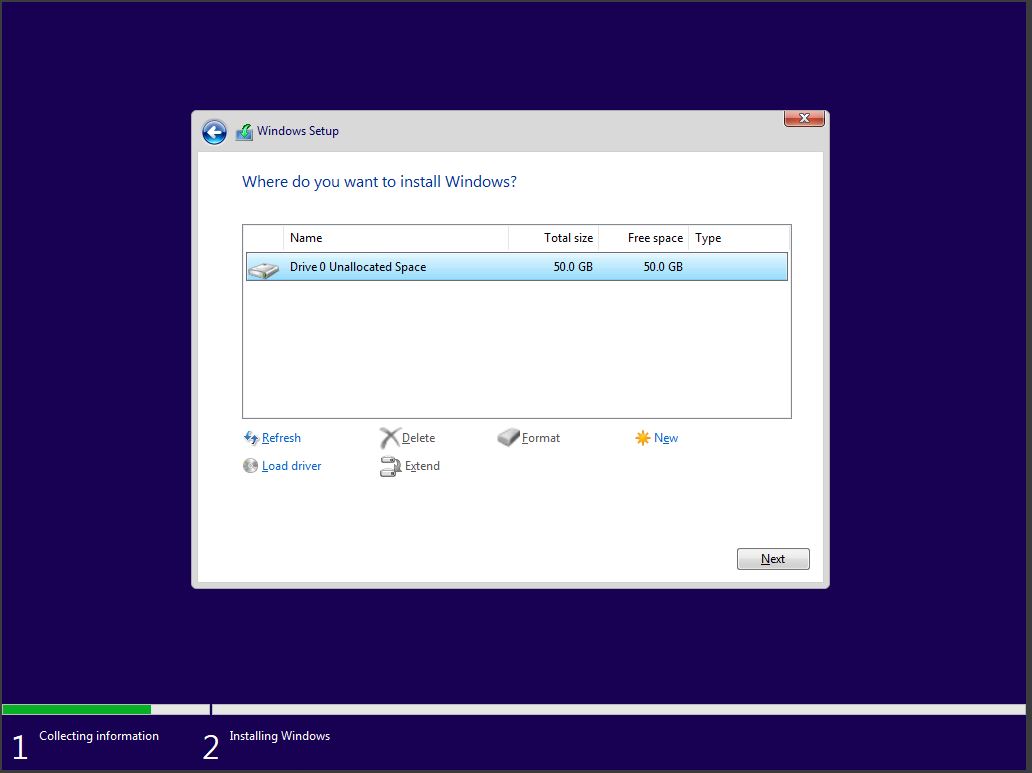 Windows Setup
Where do you want to install Windows?
Name Total size Free space Type
Drive 0 Unallocated Space 50.0 GB 50.0 GB
Refresh Delete Format New
Load driver Extend
Next
1 Collecting information 2 Installing Windows